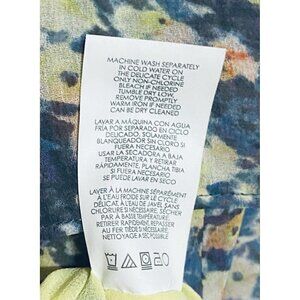 MACHINE WASH SEPARATELY
IN COLD WATER ON
THE DELICATE CYCLE
ONLY NON-CHLORINE
BLEACH IF NEEDED
TUMBLE DRY LOW,
REMOVE PROMPTLY
WARM IRON IF NEEDED
CAN BE DRY CLEANED
LAVAR A MÁQUINA CON AGUA
FRÍA POR SEPARADO EN CICLO
DELICADO, SOLAMENTE
BLANQUEADOR SIN CLORO SI
FUERA NECESARIO
USAR LA SECADORA A BAJA
TEMPERATURA Y RETIRAR
RÁPIDAMENTE, PLANCHA TIBIA
SI FUERA NECESARIO
SE PUEDE LAVAR EN SECO
LAVER À LA MACHINE SÉPARÉMENT
À L'EAU FROIDE SUR LE CYCLE
DÉLICAT, À L'EAU DE JAVEL SANS
CHLORURE SI NÉCESSAIRE, SÉCHER
PAR À BASSE TEMPÉRATURE
RETIRER RAPIDEMENT, REPASSER
AU FER TIÈDE SI NÉCESSAIRE
NETTOYAGE À SEC POSSIBLE